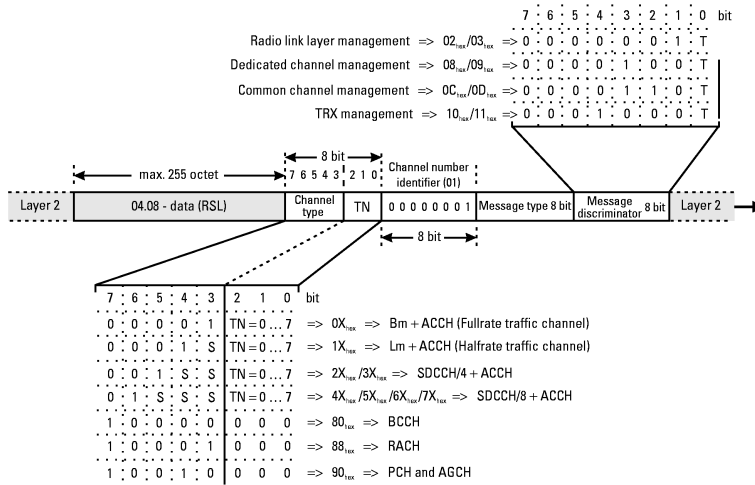 7 6 5 4 3 2 1 0 bit
Radio link layer management => 02hex/03hex => 0 0 0 0 0 0 1 T
Dedicated channel management => 08hex/09hex => 0 0 0 0 1 0 0 T
Common channel management => 0Chex/0Dhex => 0 0 0 0 1 1 0 T
TRX management => 10hex/11hex => 0 0 0 1 0 0 0 T
8 bit
Channel number
identifier (01)
max. 255 octet
7 6 5 4 3 2 1 0
Layer 2
04.08 - data (RSL)
Channel
type
TN
0 0 0 0 0 0 0 1
Message type 8 bit
Message
discriminator 8 bit
Layer 2
8 bit
7 6 5 4 3 2 1 0 bit
0 0 0 0 1 TN = 0 ... 7 => 0Xhex => Bm + ACCH (Fullrate traffic channel)
0 0 0 1 S TN = 0 ... 7 => 1Xhex => Lm + ACCH (Halfrate traffic channel)
0 0 1 S S TN = 0 ... 7 => 2Xhex/3Xhex => SDCCH/4 + ACCH
0 1 S S S TN = 0 ... 7 => 4Xhex/5Xhex/6Xhex/7Xhex => SDCCH/8 + ACCH
1 0 0 0 0 0 0 0 => 80hex => BCCH
1 0 0 0 1 0 0 0 => 88hex => RACH
1 0 0 1 0 0 0 0 => 90hex => PCH and AGCH